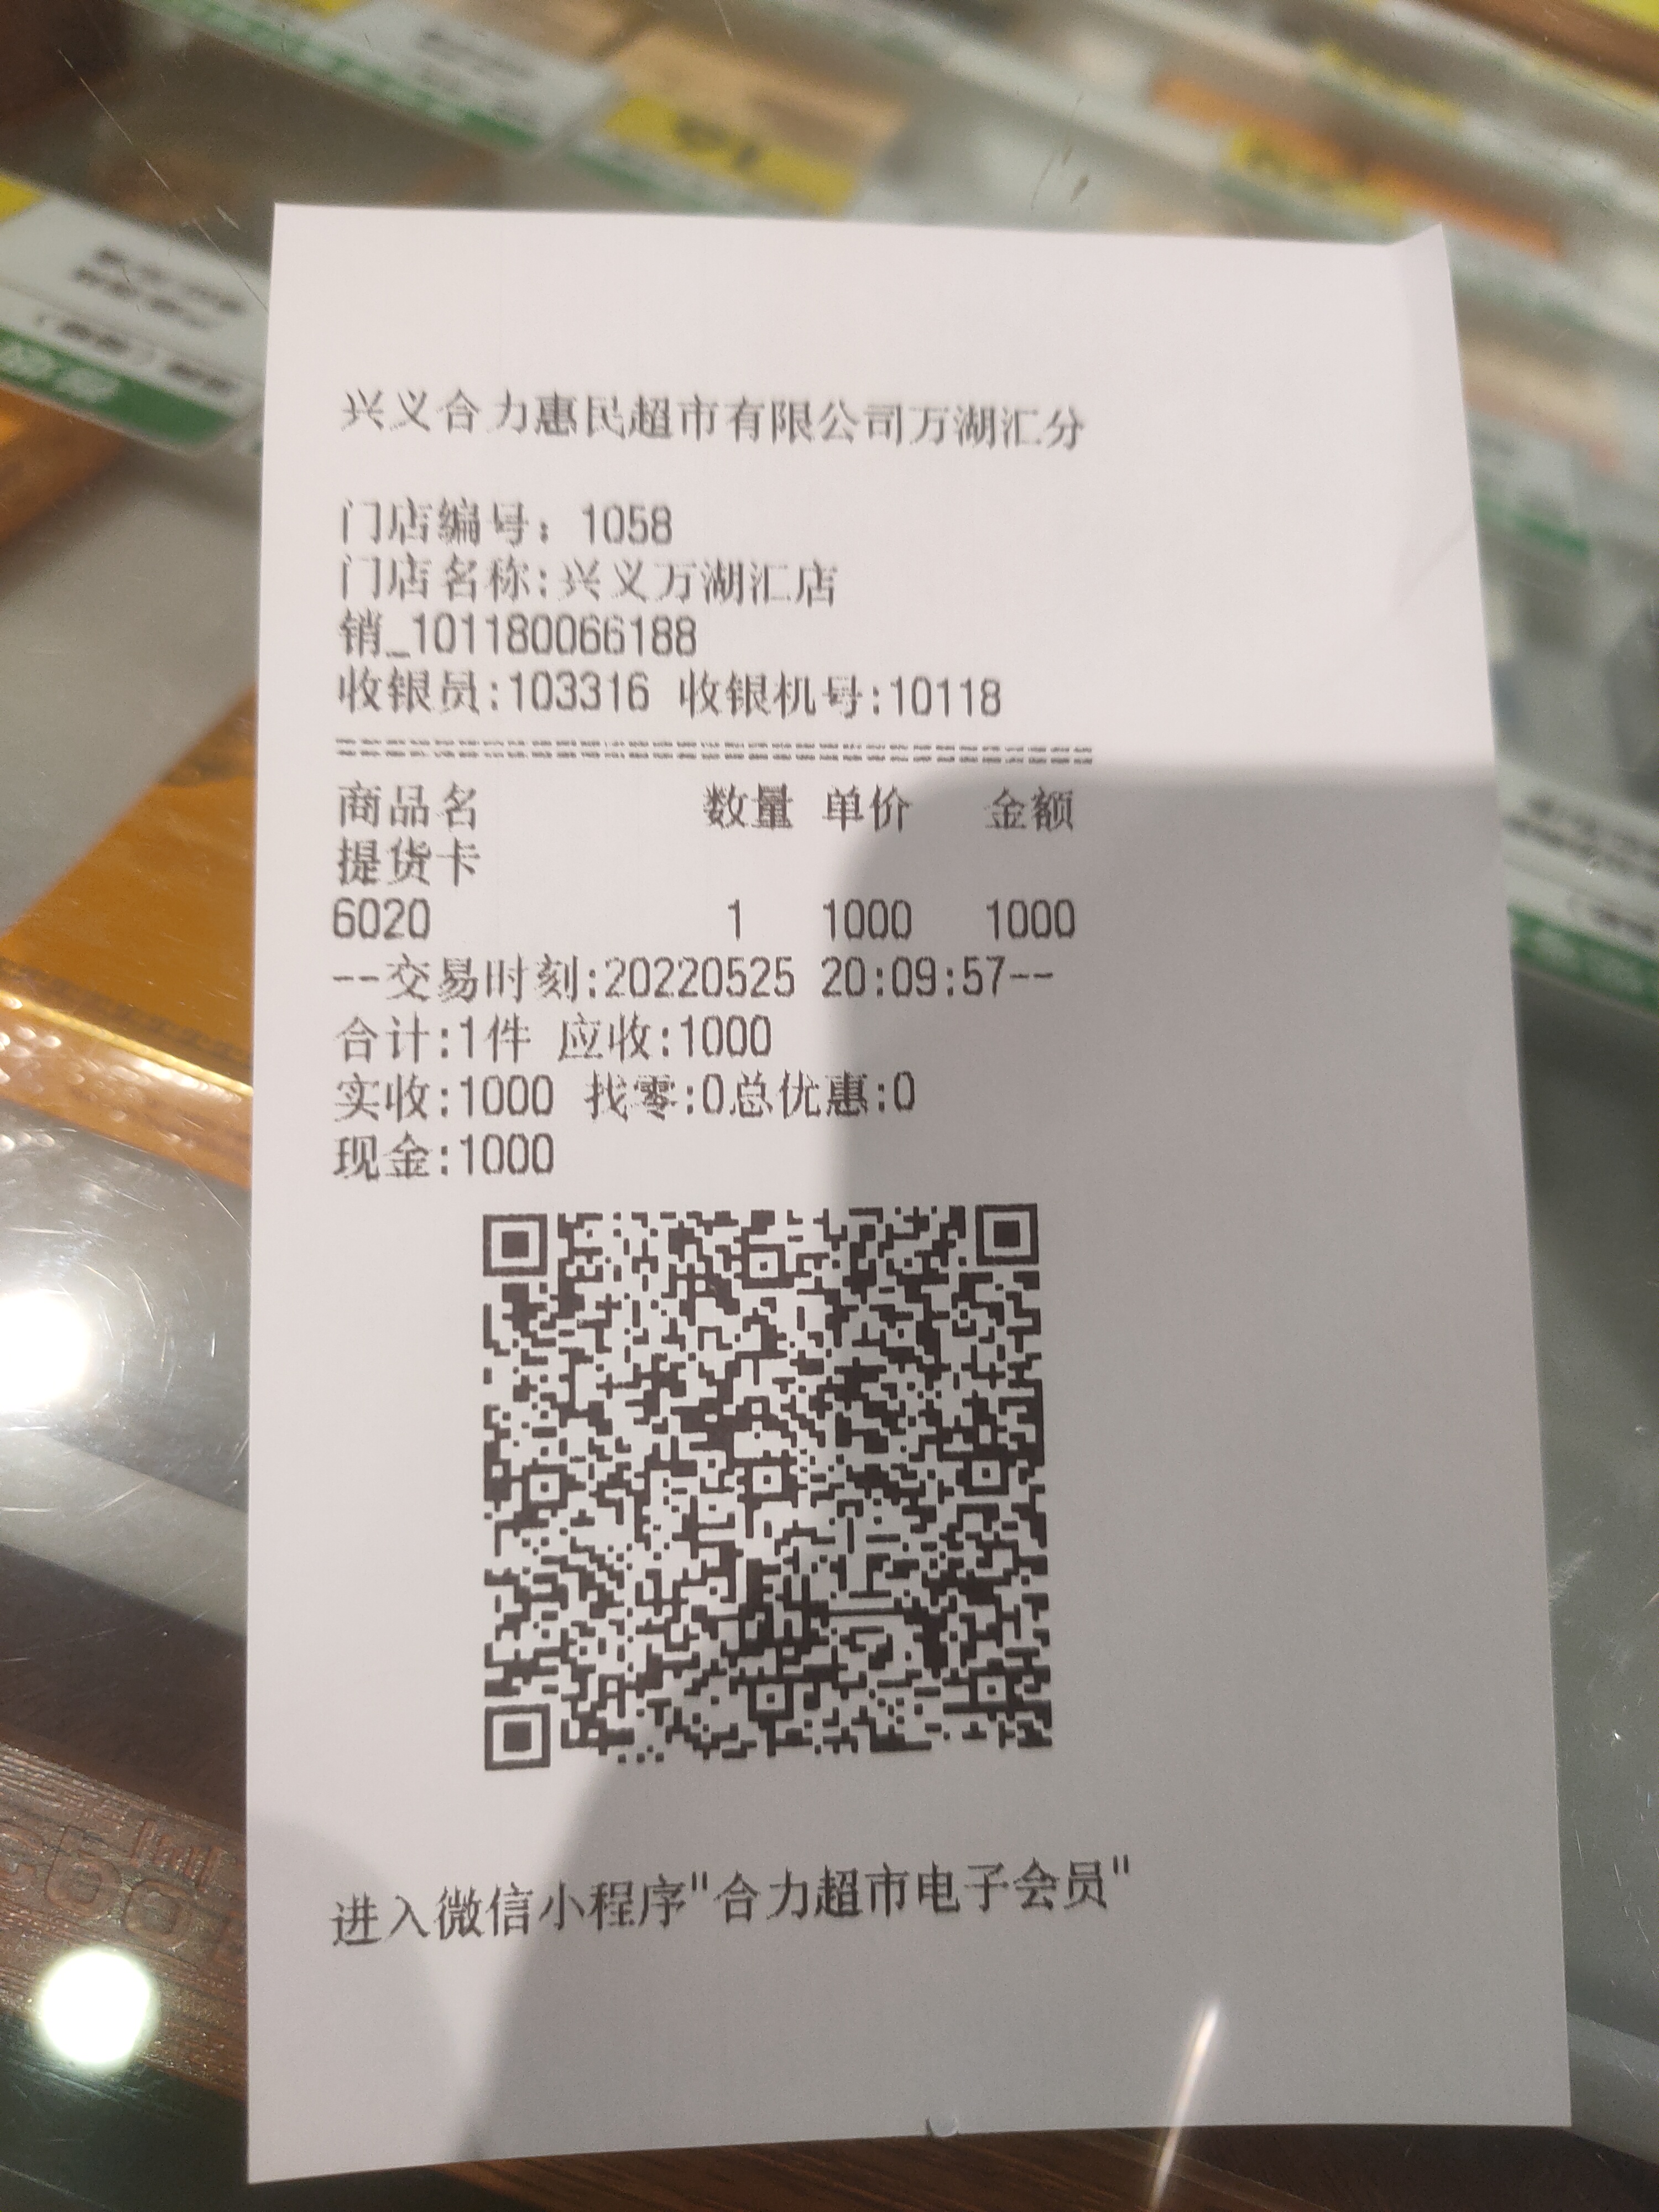 兴义合力惠民超市有限公司万湖汇分
门店编号：1058
门店名称:兴义万湖汇店
销_101180066188
收银员:103316 收银机号:10118
================================
商品名 数量 单价 金额
提货卡
6020 1 1000 1000
--交易时刻:20220525 20:09:57--
合计:1件 应收:1000
实收:1000 找零:0总优惠:0
现金:1000
进入微信小程序"合力超市电子会员"